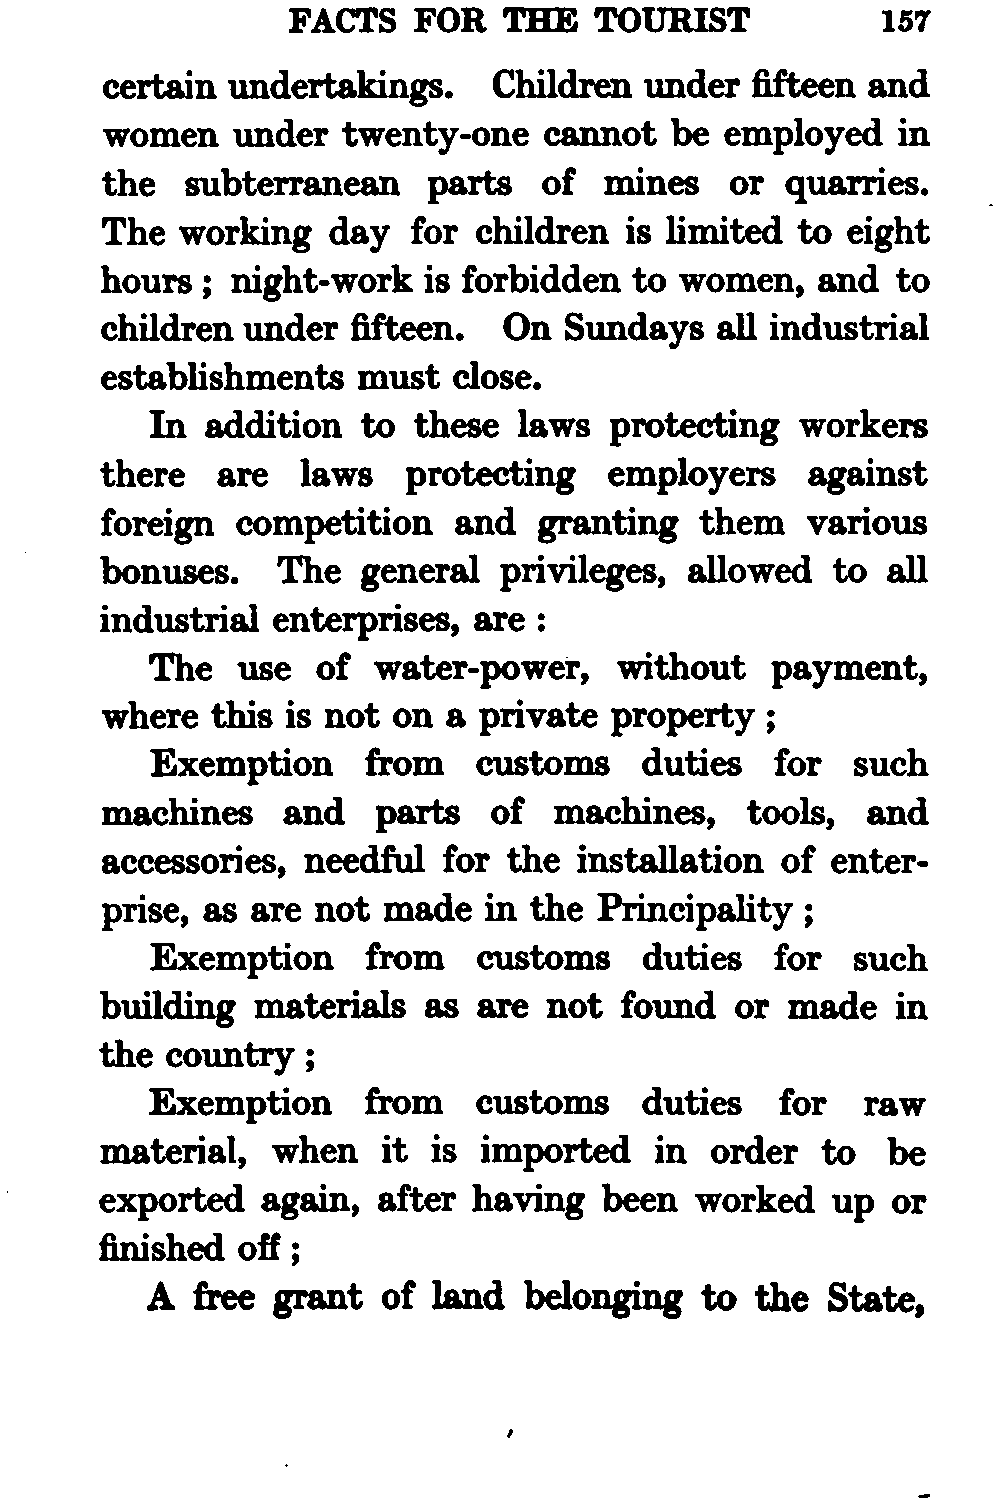 FACTS FOR THE TOURIST 157
certain undertakings. Children under fifteen and
women under twenty-one cannot be employed in
the subterranean parts of mines or quarries.
The working day for children is limited to eight
hours ; night-work is forbidden to women, and to
children under fifteen. On Sundays all industrial
establishments must close.
In addition to these laws protecting workers
there are laws protecting employers against
foreign competition and granting them various
bonuses. The general privileges, allowed to all
industrial enterprises, are :
The use of water-power, without payment,
where this is not on a private property ;
Exemption from customs duties for such
machines and parts of machines, tools, and
accessories, needful for the installation of enter-
prise, as are not made in the Principality ;
Exemption from customs duties for such
building materials as are not found or made in
the country ;
Exemption from customs duties for raw
material, when it is imported in order to be
exported again, after having been worked up or
finished off ;
A free grant of land belonging to the State,